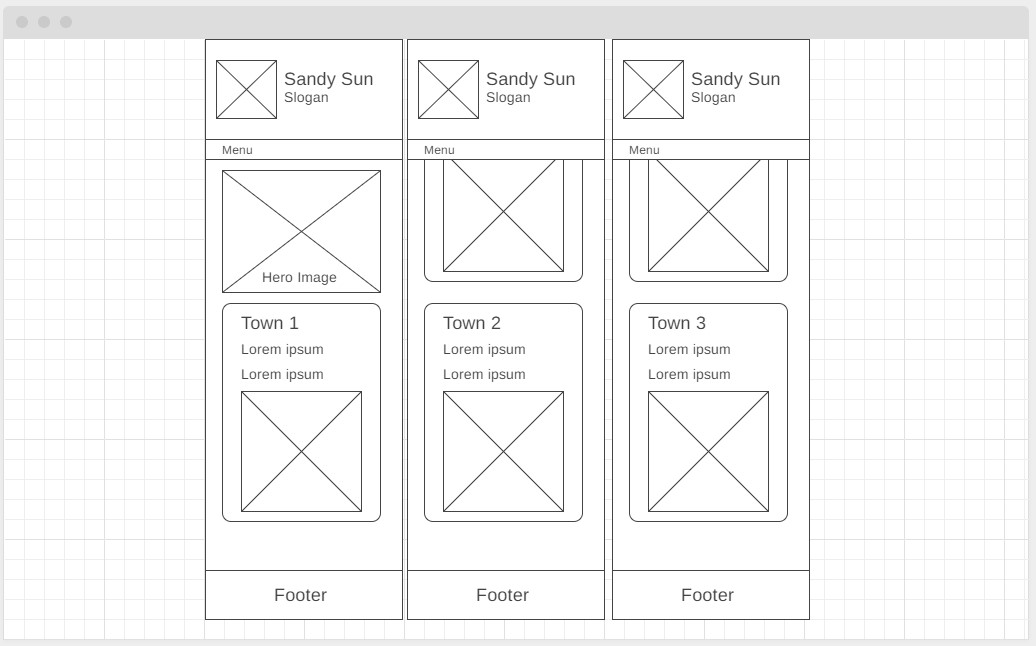 Sandy Sun
Slogan
Menu
Hero Image
Town 1
Lorem ipsum
Lorem ipsum
Footer
Sandy Sun
Slogan
Menu
Town 2
Lorem ipsum
Lorem ipsum
Footer
Sandy Sun
Slogan
Menu
Town 3
Lorem ipsum
Lorem ipsum
Footer